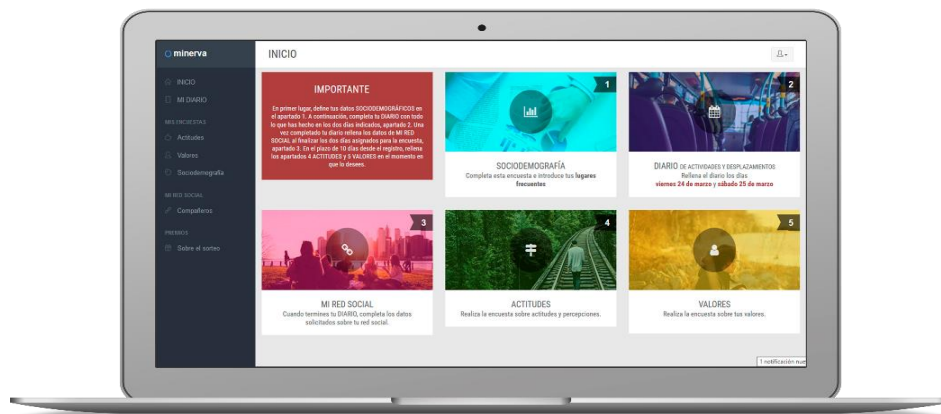 minerva
INICIO
INICIO
MI DIARIO
MIS ENCUESTAS
Actitudes
Valores
Sociodemografía
MI RED SOCIAL
Compañeros
PREMIOS
Sobre el sorteo
IMPORTANTE
En primer lugar, define tus datos SOCIODEMOGRÁFICOS en
el apartado 1. A continuación, completa tu DIARIO con todo
lo que has hecho en los dos días indicados, apartado 2. Una
vez completado tu diario rellena los datos de MI RED
SOCIAL al finalizar los dos días asignados para la encuesta,
apartado 3. En el plazo de 10 días desde el registro, rellena
los apartados 4 ACTITUDES y 5 VALORES en el momento en
que lo desees.
1
SOCIODEMOGRAFÍA
Completa esta encuesta e introduce tus lugares
frecuentes
2
DIARIO DE ACTIVIDADES Y DESPLAZAMIENTOS
Rellena el diario los días
viernes 24 de marzo y sábado 25 de marzo
3
MI RED SOCIAL
Cuando termines tu DIARIO, completa los datos
solicitados sobre tu red social.
4
ACTITUDES
Realiza la encuesta sobre actitudes y percepciones.
5
VALORES
Realiza la encuesta sobre tus valores.
1 notificación nue